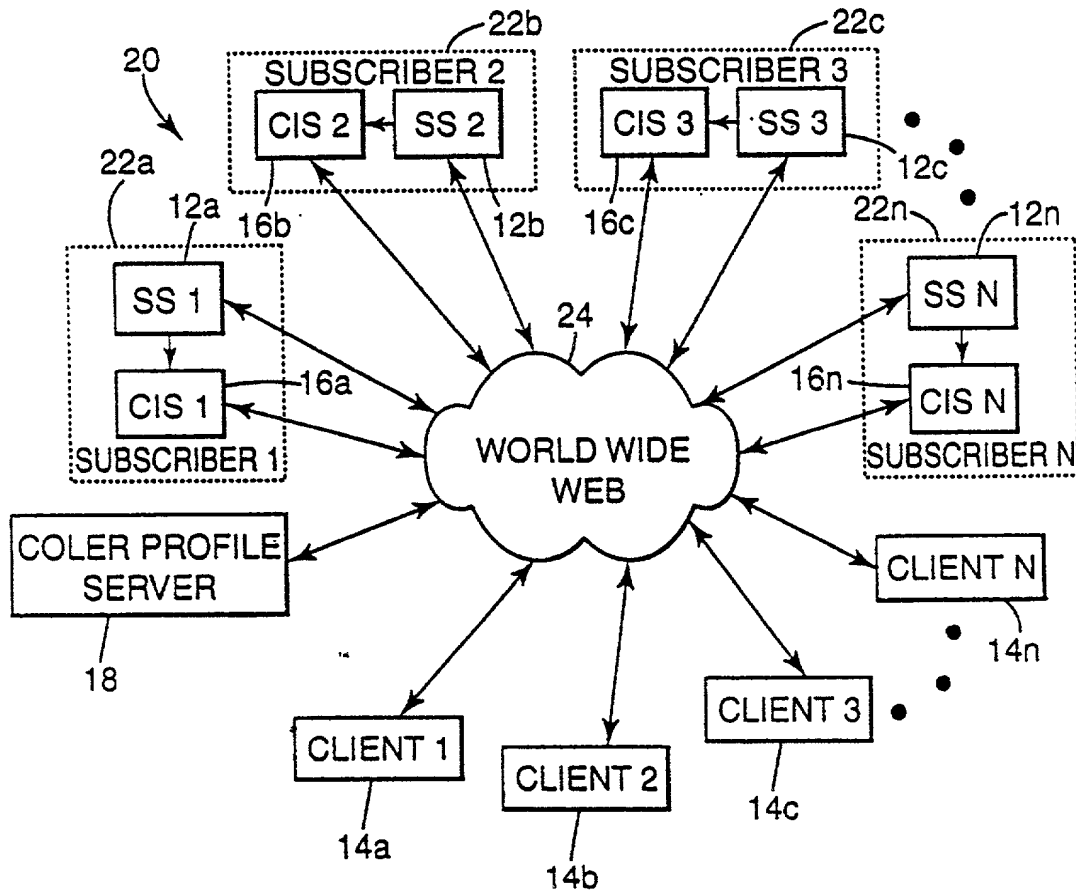 22b
22c
20
SUBSCRIBER 2
SUBSCRIBER 3
CIS 2
SS 2
CIS 3
SS 3
22a
12a
16b
12b
16c
12c
22n
12n
SS 1
24
SS N
16a
16n
CIS 1
CIS N
SUBSCRIBER 1
WORLD WIDE
WEB
SUBSCRIBER N
COLER PROFILE
SERVER
CLIENT N
18
14n
CLIENT 3
CLIENT 1
CLIENT 2
14c
14a
14b